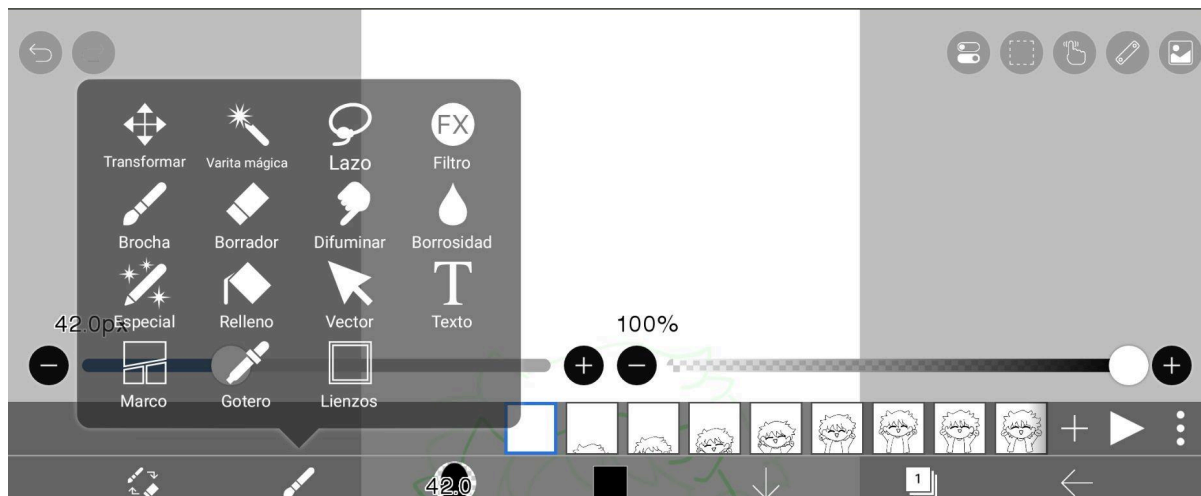 Transformar Varita mágica Lazo FX Filtro
Brocha Borrador Difuminar Borrosidad
Especial Relleno Vector T Texto
42.0px 100%
Marco Gotero Lienzos
42.0 1